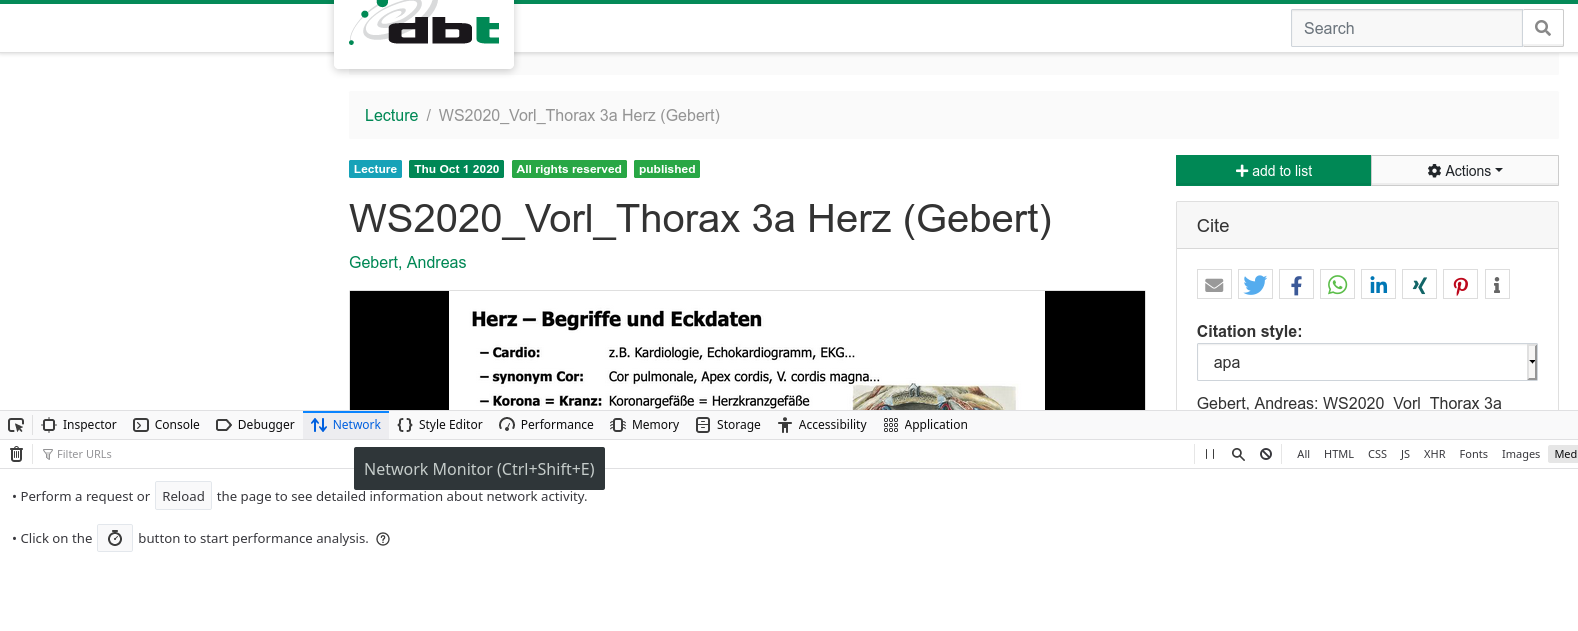 dbt
Search
Lecture / WS2020_Vorl_Thorax 3a Herz (Gebert)
Lecture Thu Oct 1 2020 All rights reserved published
add to list Actions
WS2020_Vorl_Thorax 3a Herz (Gebert)
Cite
Gebert, Andreas
Herz – Begriffe und Eckdaten
– Cardio: z.B. Kardiologie, Echokardiogramm, EKG...
– synonym Cor: Cor pulmonale, Apex cordis, V. cordis magna...
– Korona = Kranz: Koronargefäße = Herzkranzgefäße
Citation style:
apa
Gebert, Andreas: WS2020_Vorl_Thorax 3a
Inspector Console Debugger Network Style Editor Performance Memory Storage Accessibility Application
Filter URLs
All HTML CSS JS XHR Fonts Images Med
Network Monitor (Ctrl+Shift+E)
• Perform a request or Reload the page to see detailed information about network activity.
• Click on the button to start performance analysis.